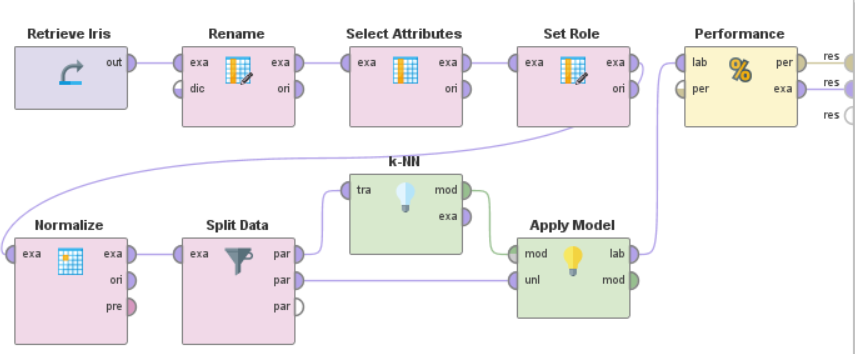 Retrieve Iris
Rename
Select Attributes
Set Role
Performance
out
exa
exa
exa
exa
exa
exa
lab
per
res
dic
ori
ori
ori
per
exa
res
res
k-NN
tra
mod
exa
Normalize
Split Data
Apply Model
exa
exa
exa
par
mod
lab
ori
par
unl
mod
pre
par